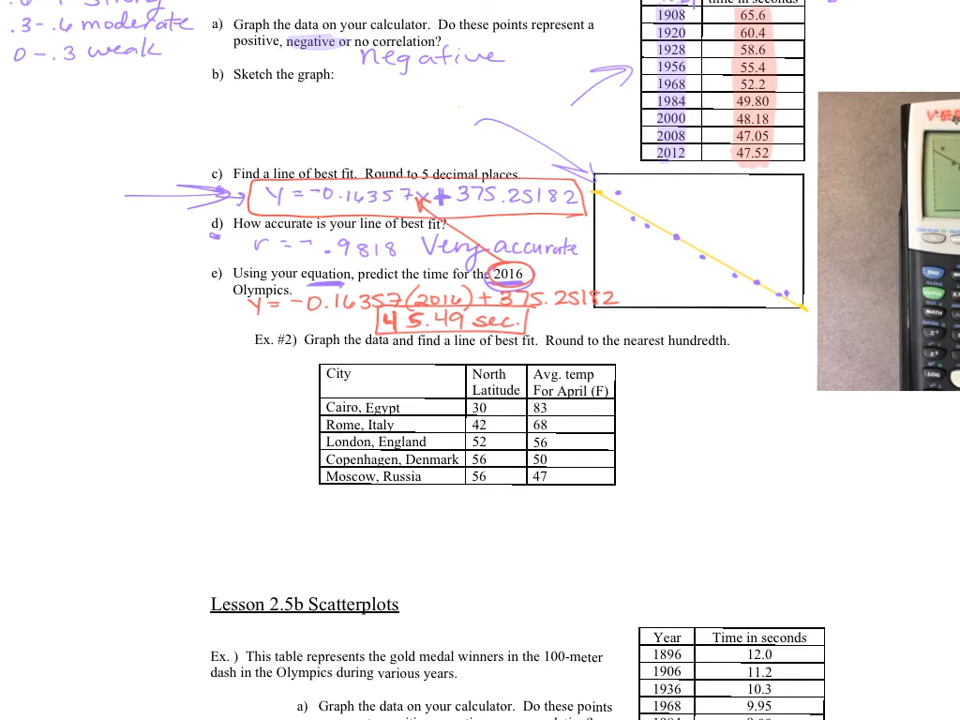 .3-.6 moderate
0-.3 weak
a) Graph the data on your calculator. Do these points represent a
positive, negative or no correlation?
negative
b) Sketch the graph:
1908 65.6
1920 60.4
1928 58.6
1956 55.4
1968 52.2
1984 49.80
2000 48.18
2008 47.05
2012 47.52
c) Find a line of best fit. Round to 5 decimal places.
y = -0.16357x + 375.25182
d) How accurate is your line of best fit?
r = -.9818 Very accurate
e) Using your equation, predict the time for the 2016
Olympics.
y = -0.16357(2016) + 375.25182
45.49 sec.
Ex. #2) Graph the data and find a line of best fit. Round to the nearest hundredth.
City North Latitude Avg. temp For April (F)
Cairo, Egypt 30 83
Rome, Italy 42 68
London, England 52 56
Copenhagen, Denmark 56 50
Moscow, Russia 56 47
Lesson 2.5b Scatterplots
Ex. ) This table represents the gold medal winners in the 100-meter
dash in the Olympics during various years.
a) Graph the data on your calculator. Do these points
Year Time in seconds
1896 12.0
1906 11.2
1936 10.3
1968 9.95
2nd
ALPHA
MATH
x⁻¹
x²
LOG